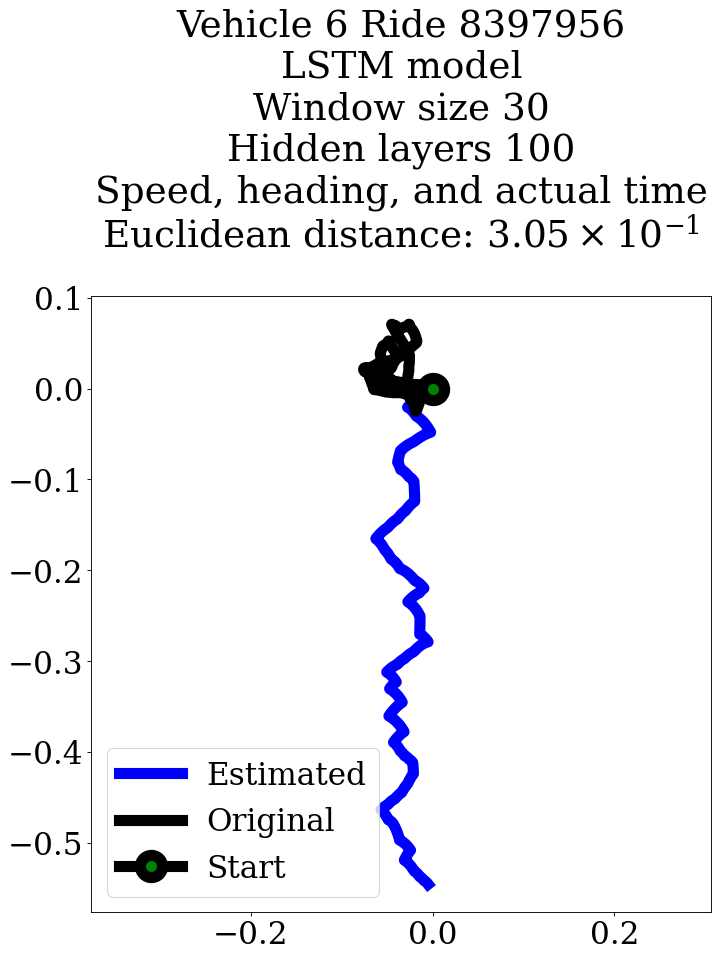 Vehicle 6 Ride 8397956
LSTM model
Window size 30
Hidden layers 100
Speed, heading, and actual time
Euclidean distance: 3.05 × 10⁻¹
0.1
0.0
−0.1
−0.2
−0.3
−0.4
−0.5
Estimated
Original
Start
−0.2 0.0 0.2